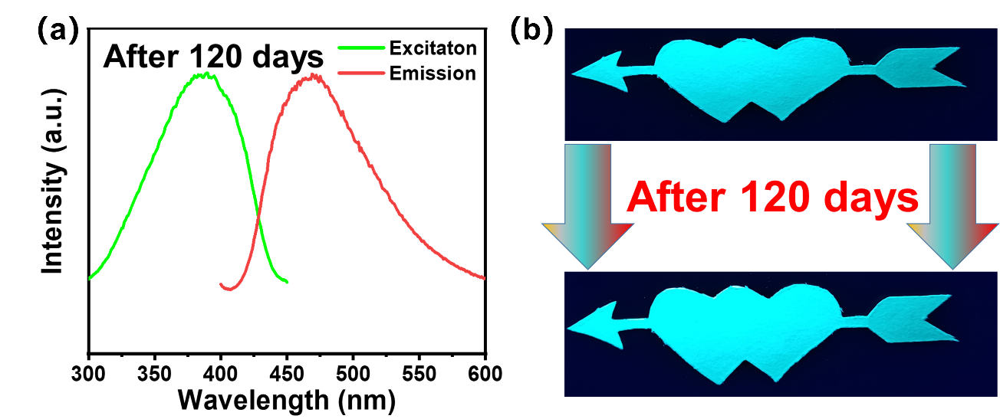 (a)
After 120 days
Excitaton
Emission
Intensity (a.u.)
300 350 400 450 500 550 600
Wavelength (nm)
(b)
After 120 days